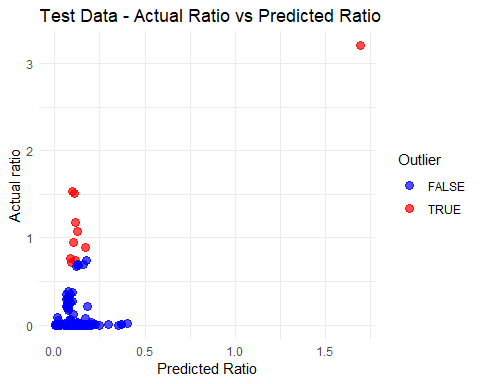 Test Data - Actual Ratio vs Predicted Ratio
3
2
1
0
Actual ratio
0.0 0.5 1.0 1.5
Predicted Ratio
Outlier
FALSE
TRUE